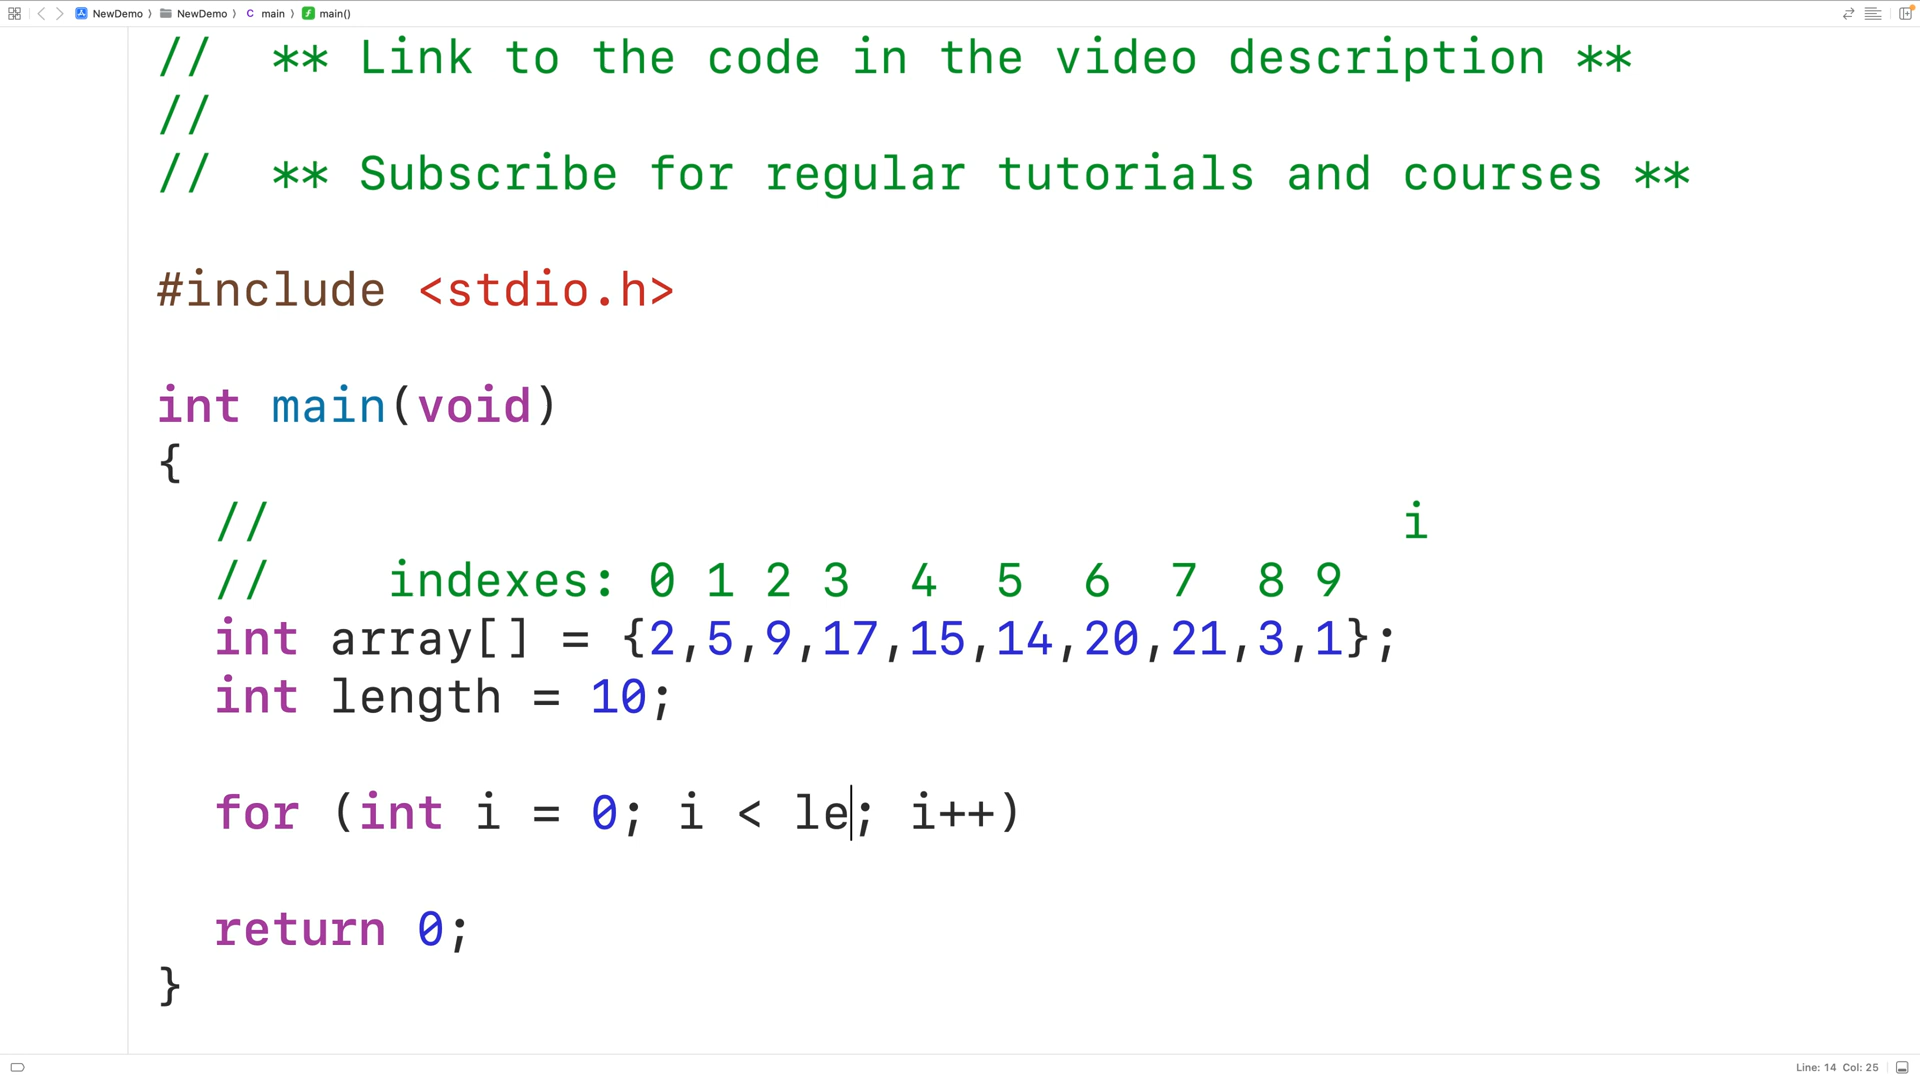 NewDemo 〉 NewDemo 〉 C main 〉 f main()
//  ** Link to the code in the video description **
//
//  ** Subscribe for regular tutorials and courses **
#include <stdio.h>
int main(void)
{
  //                                       i
  //    indexes: 0 1 2 3  4  5  6  7  8 9
  int array[] = {2,5,9,17,15,14,20,21,3,1};
  int length = 10;
  for (int i = 0; i < le; i++)
  return 0;
}
Line: 14 Col: 25